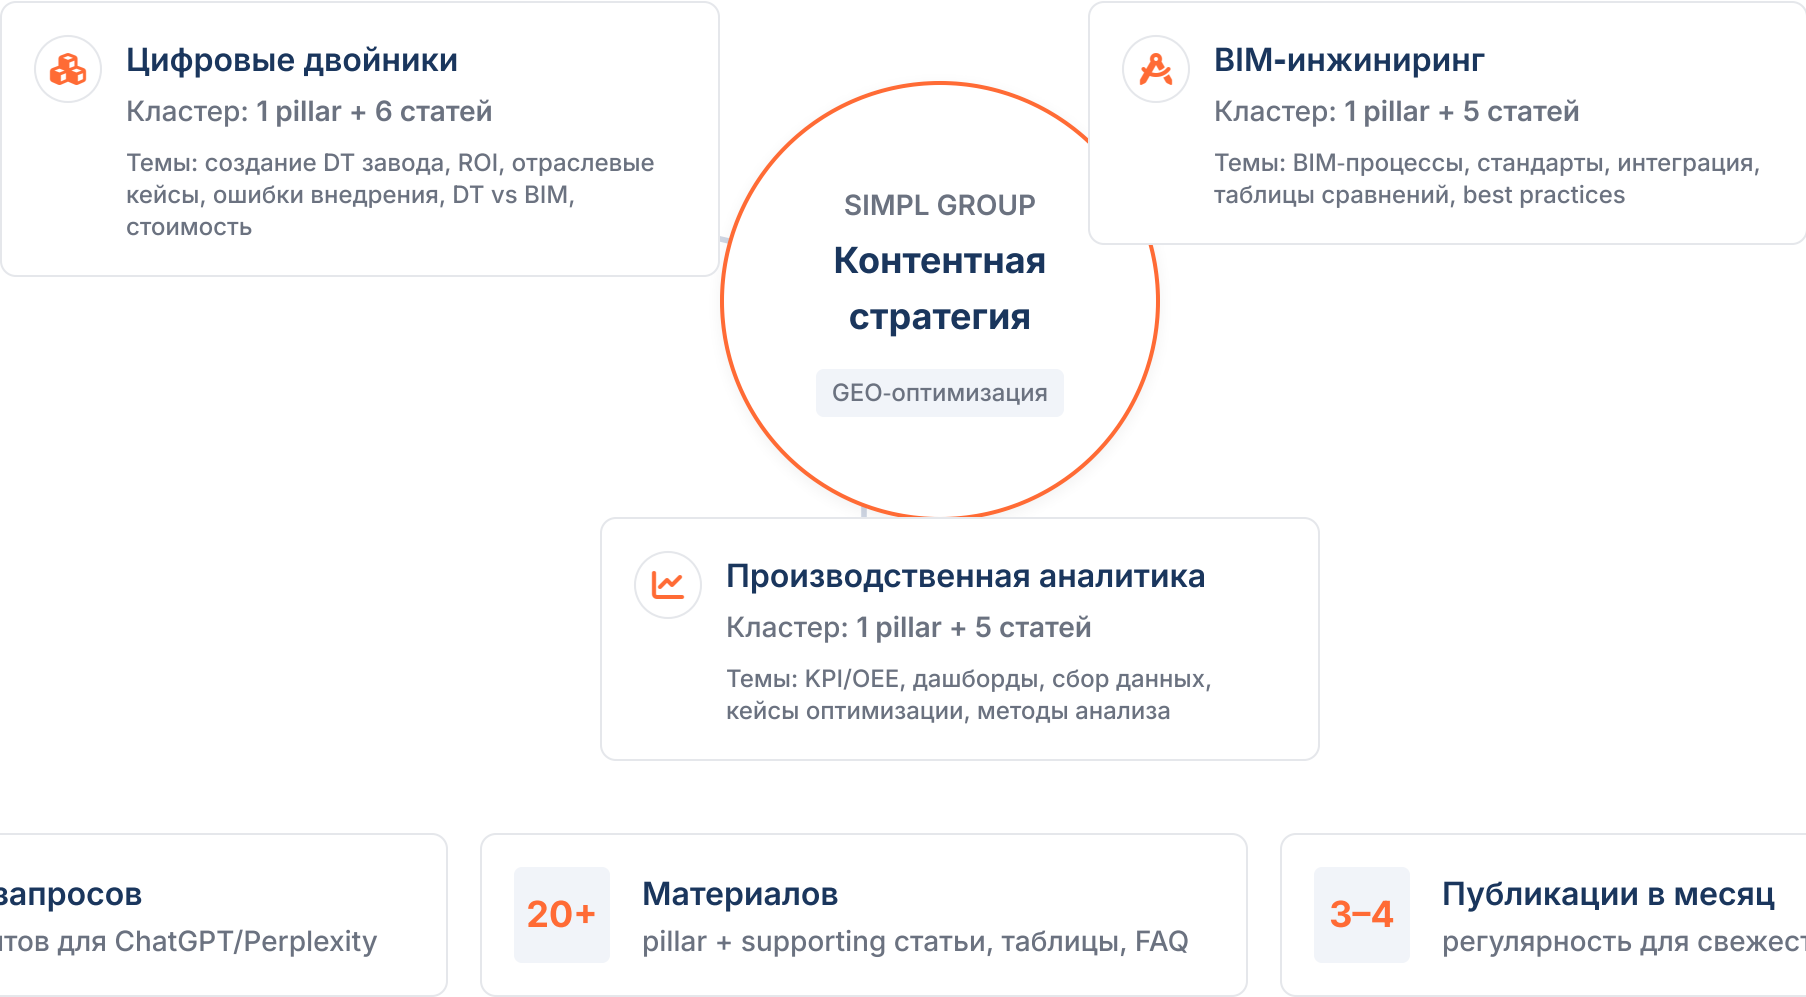 Цифровые двойники
Кластер: 1 pillar + 6 статей
Темы: создание DT завода, ROI, отраслевые
кейсы, ошибки внедрения, DT vs BIM,
стоимость
BIM-инжиниринг
Кластер: 1 pillar + 5 статей
Темы: BIM-процессы, стандарты, интеграция,
таблицы сравнений, best practices
SIMPL GROUP
Контентная
стратегия
GEO-оптимизация
Производственная аналитика
Кластер: 1 pillar + 5 статей
Темы: KPI/OEE, дашборды, сбор данных,
кейсы оптимизации, методы анализа
запросов
для ChatGPT/Perplexity
20+
Материалов
pillar + supporting статьи, таблицы, FAQ
3–4
Публикации в месяц
регулярность для